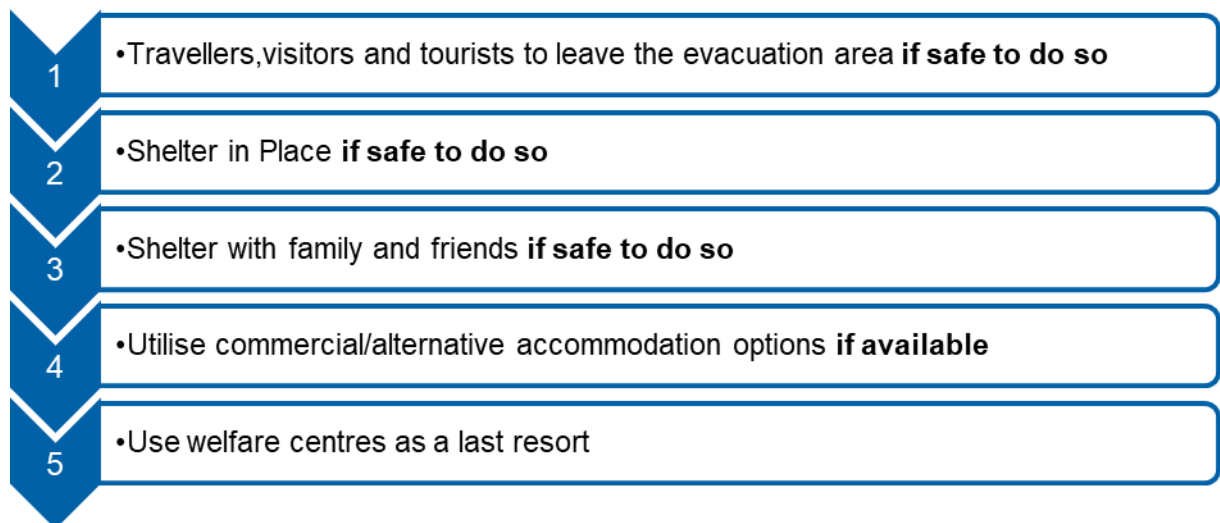 1
•Travellers,visitors and tourists to leave the evacuation area if safe to do so
2
•Shelter in Place if safe to do so
3
•Shelter with family and friends if safe to do so
4
•Utilise commercial/alternative accommodation options if available
5
•Use welfare centres as a last resort